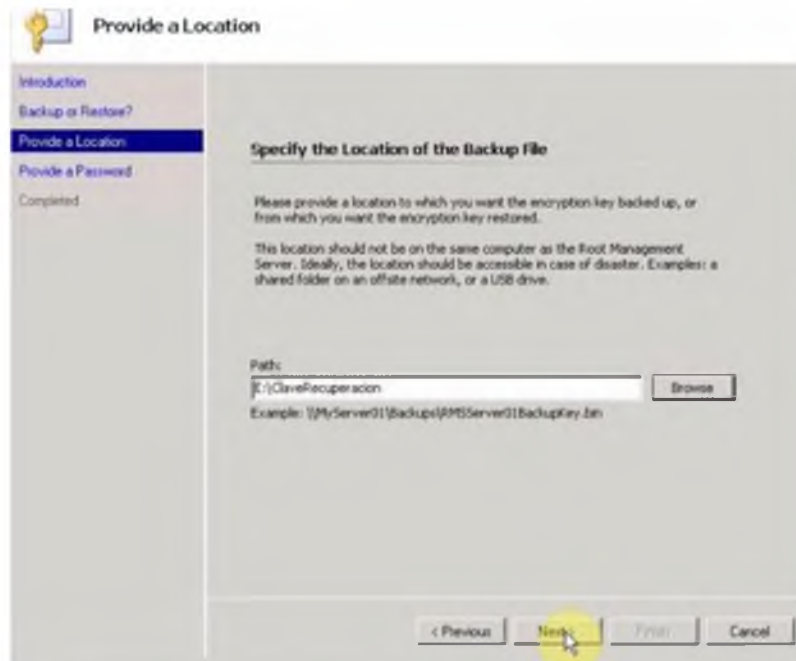 Provide a Location
Introduction
Backup or Restore?
Provide a Location
Provide a Password
Completed
Specify the Location of the Backup File
Please provide a location to which you want the encryption key backed up, or
from which you want the encryption key restored.
This location should not be on the same computer as the Root Management
Server. Ideally, the location should be accessible in case of disaster. Examples: a
shared folder on an offsite network, or a USB drive.
Path:
E:\ClaveRecuperacion
Browse
Example: \\MyServer01\Backups\RMSServer01BackupKey.bin
< Previous
Next >
Finish
Cancel